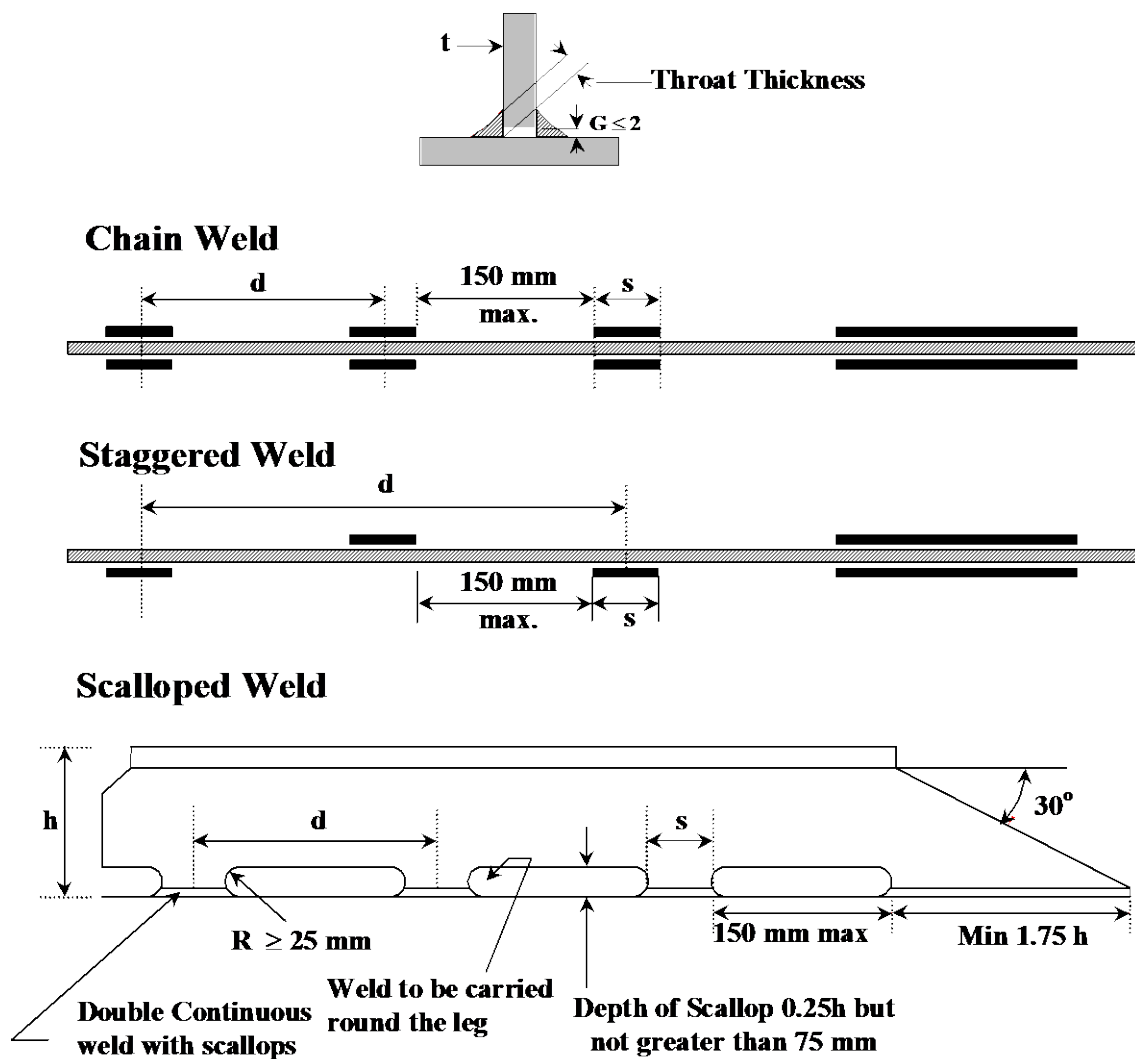 t
Throat Thickness
G ≤ 2
Chain Weld
d
150 mm
max.
s
Staggered Weld
d
150 mm
max.
s
Scalloped Weld
h
d
s
30°
R ≥ 25 mm
150 mm max
Min 1.75 h
Double Continuous
weld with scallops
Weld to be carried
round the leg
Depth of Scallop 0.25h but
not greater than 75 mm